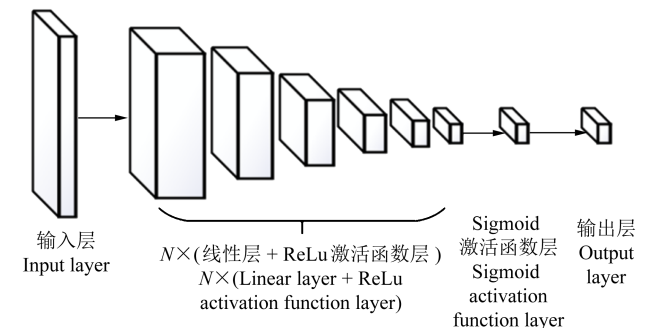 输入层
Input layer
N×(线性层 + ReLu 激活函数层)
N×(Linear layer + ReLu
activation function layer)
Sigmoid
激活函数层
Sigmoid
activation
function layer
输出层
Output
layer